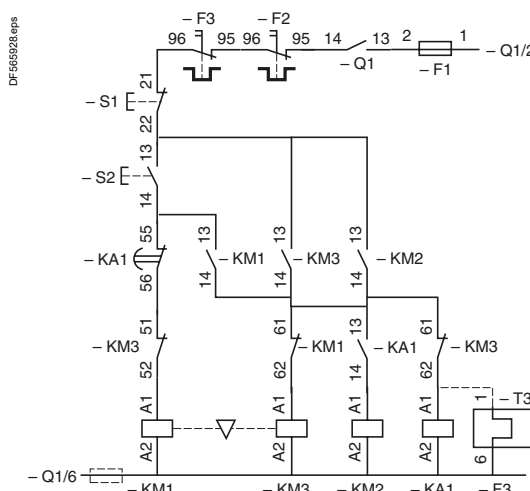 DF565928.eps
– F3 – F2
96 95 96 95 14 13 2 1 – Q1/2
– Q1 – F1
21
– S1
22
13
– S2
14
55 13 13 13
– KA1 – KM1 – KM3 – KM2
56 14 14 14
51 61 13 61
– KM3 – KM1 – KA1 – KM3
52 62 14 62
A1 A1 A1 A1 1 – T3
A2 A2 A2 A2 6
– Q1/6
– KM1 – KM3 – KM2 – KA1 – F3